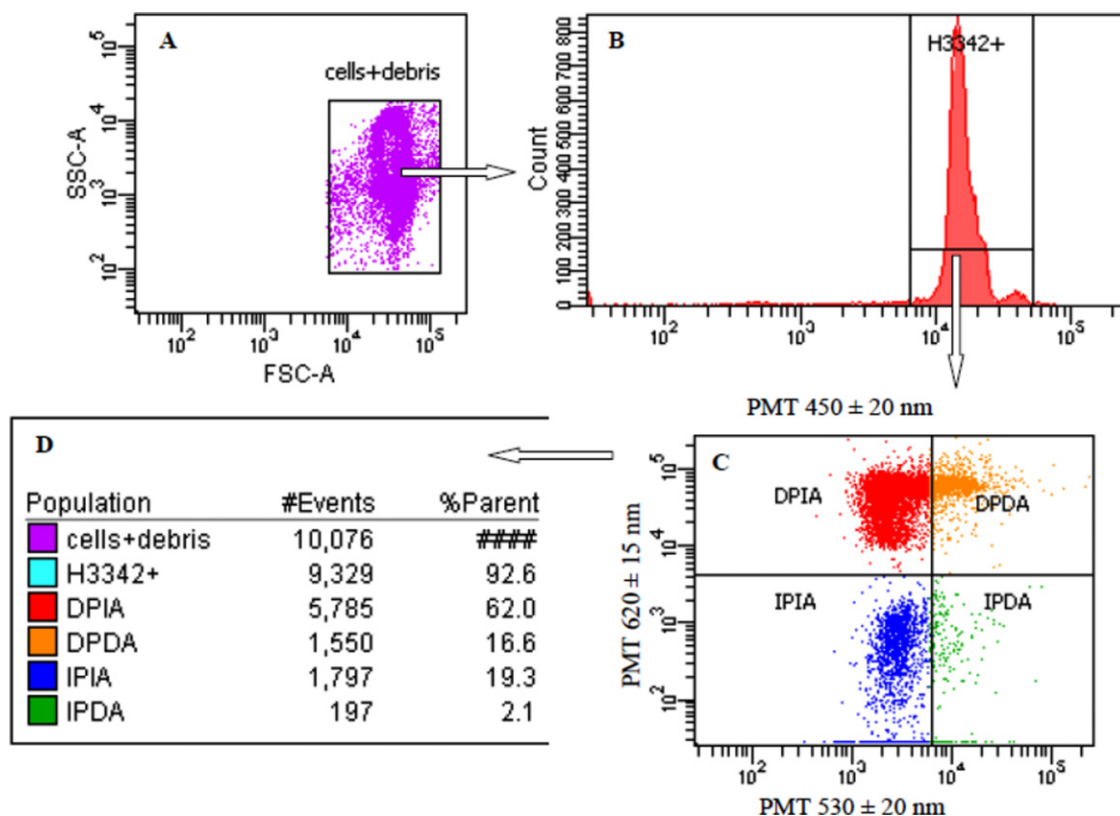 A
cells+debris
SSC-A
10^5
10^4
10^3
10^2
10^2 10^3 10^4 10^5
FSC-A
B
H3342+
Count
800
700
600
500
400
300
200
100
0
10^2 10^3 10^4 10^5
PMT 450 ± 20 nm
C
DPIA DPDA
IPIA IPDA
PMT 620 ± 15 nm
10^5
10^4
10^3
10^2
10^2 10^3 10^4 10^5
PMT 530 ± 20 nm
D
Population #Events %Parent
cells+debris 10,076 ####
H3342+ 9,329 92.6
DPIA 5,785 62.0
DPDA 1,550 16.6
IPIA 1,797 19.3
IPDA 197 2.1